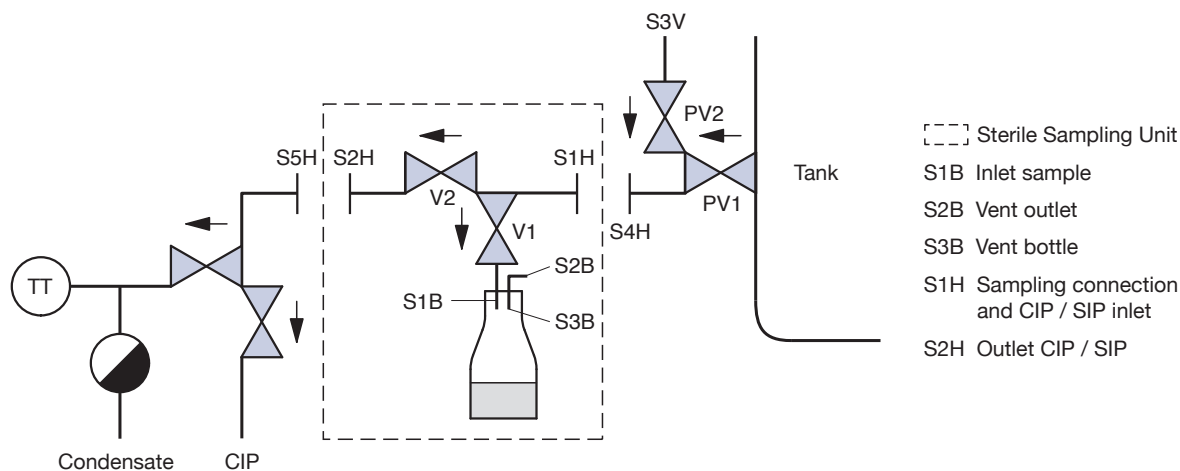 S3V
PV2
S5H
S2H
S1H
V2
V1
S4H
PV1
Tank
TT
S2B
S1B
S3B
Condensate
CIP
Sterile Sampling Unit
S1B Inlet sample
S2B Vent outlet
S3B Vent bottle
S1H Sampling connection
and CIP / SIP inlet
S2H Outlet CIP / SIP